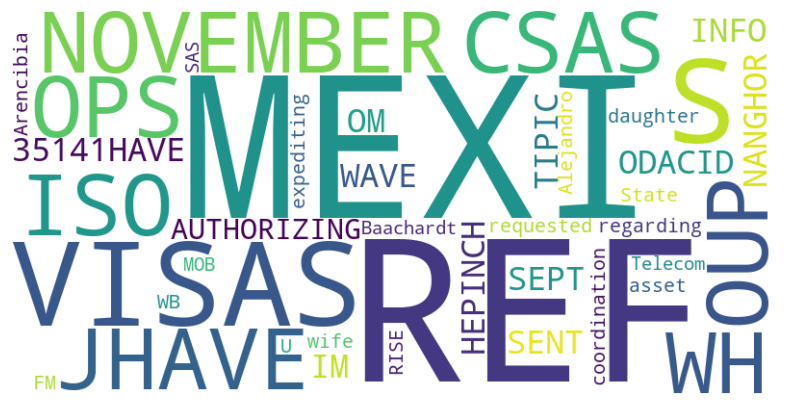 NOVEMBER
CSAS
INFO
Arencibia
SAS
OPS
MEXI
S
NANGHOR
expediting
OM
TIPIC
Alejandro
daughter
35141HAVE
WAVE
ODACID
ISO
State
OUP
AUTHORIZING
Baachardt
HEPINCH
requested
regarding
VISAS
REF
MOB
SEPT
coordination
Telecom
asset
WB
JHAVE
U
wife
RISE
SENT
WH
FM
IM